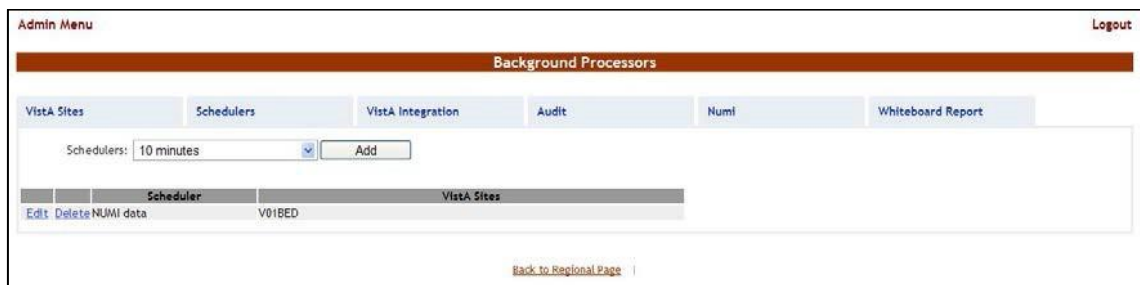 Admin Menu Logout
Background Processors
VistA Sites Schedulers VistA Integration Audit Numi Whiteboard Report
Schedulers: 10 minutes Add
Scheduler VistA Sites
Edit Delete NUMI data V01BED
Back to Regional Page |